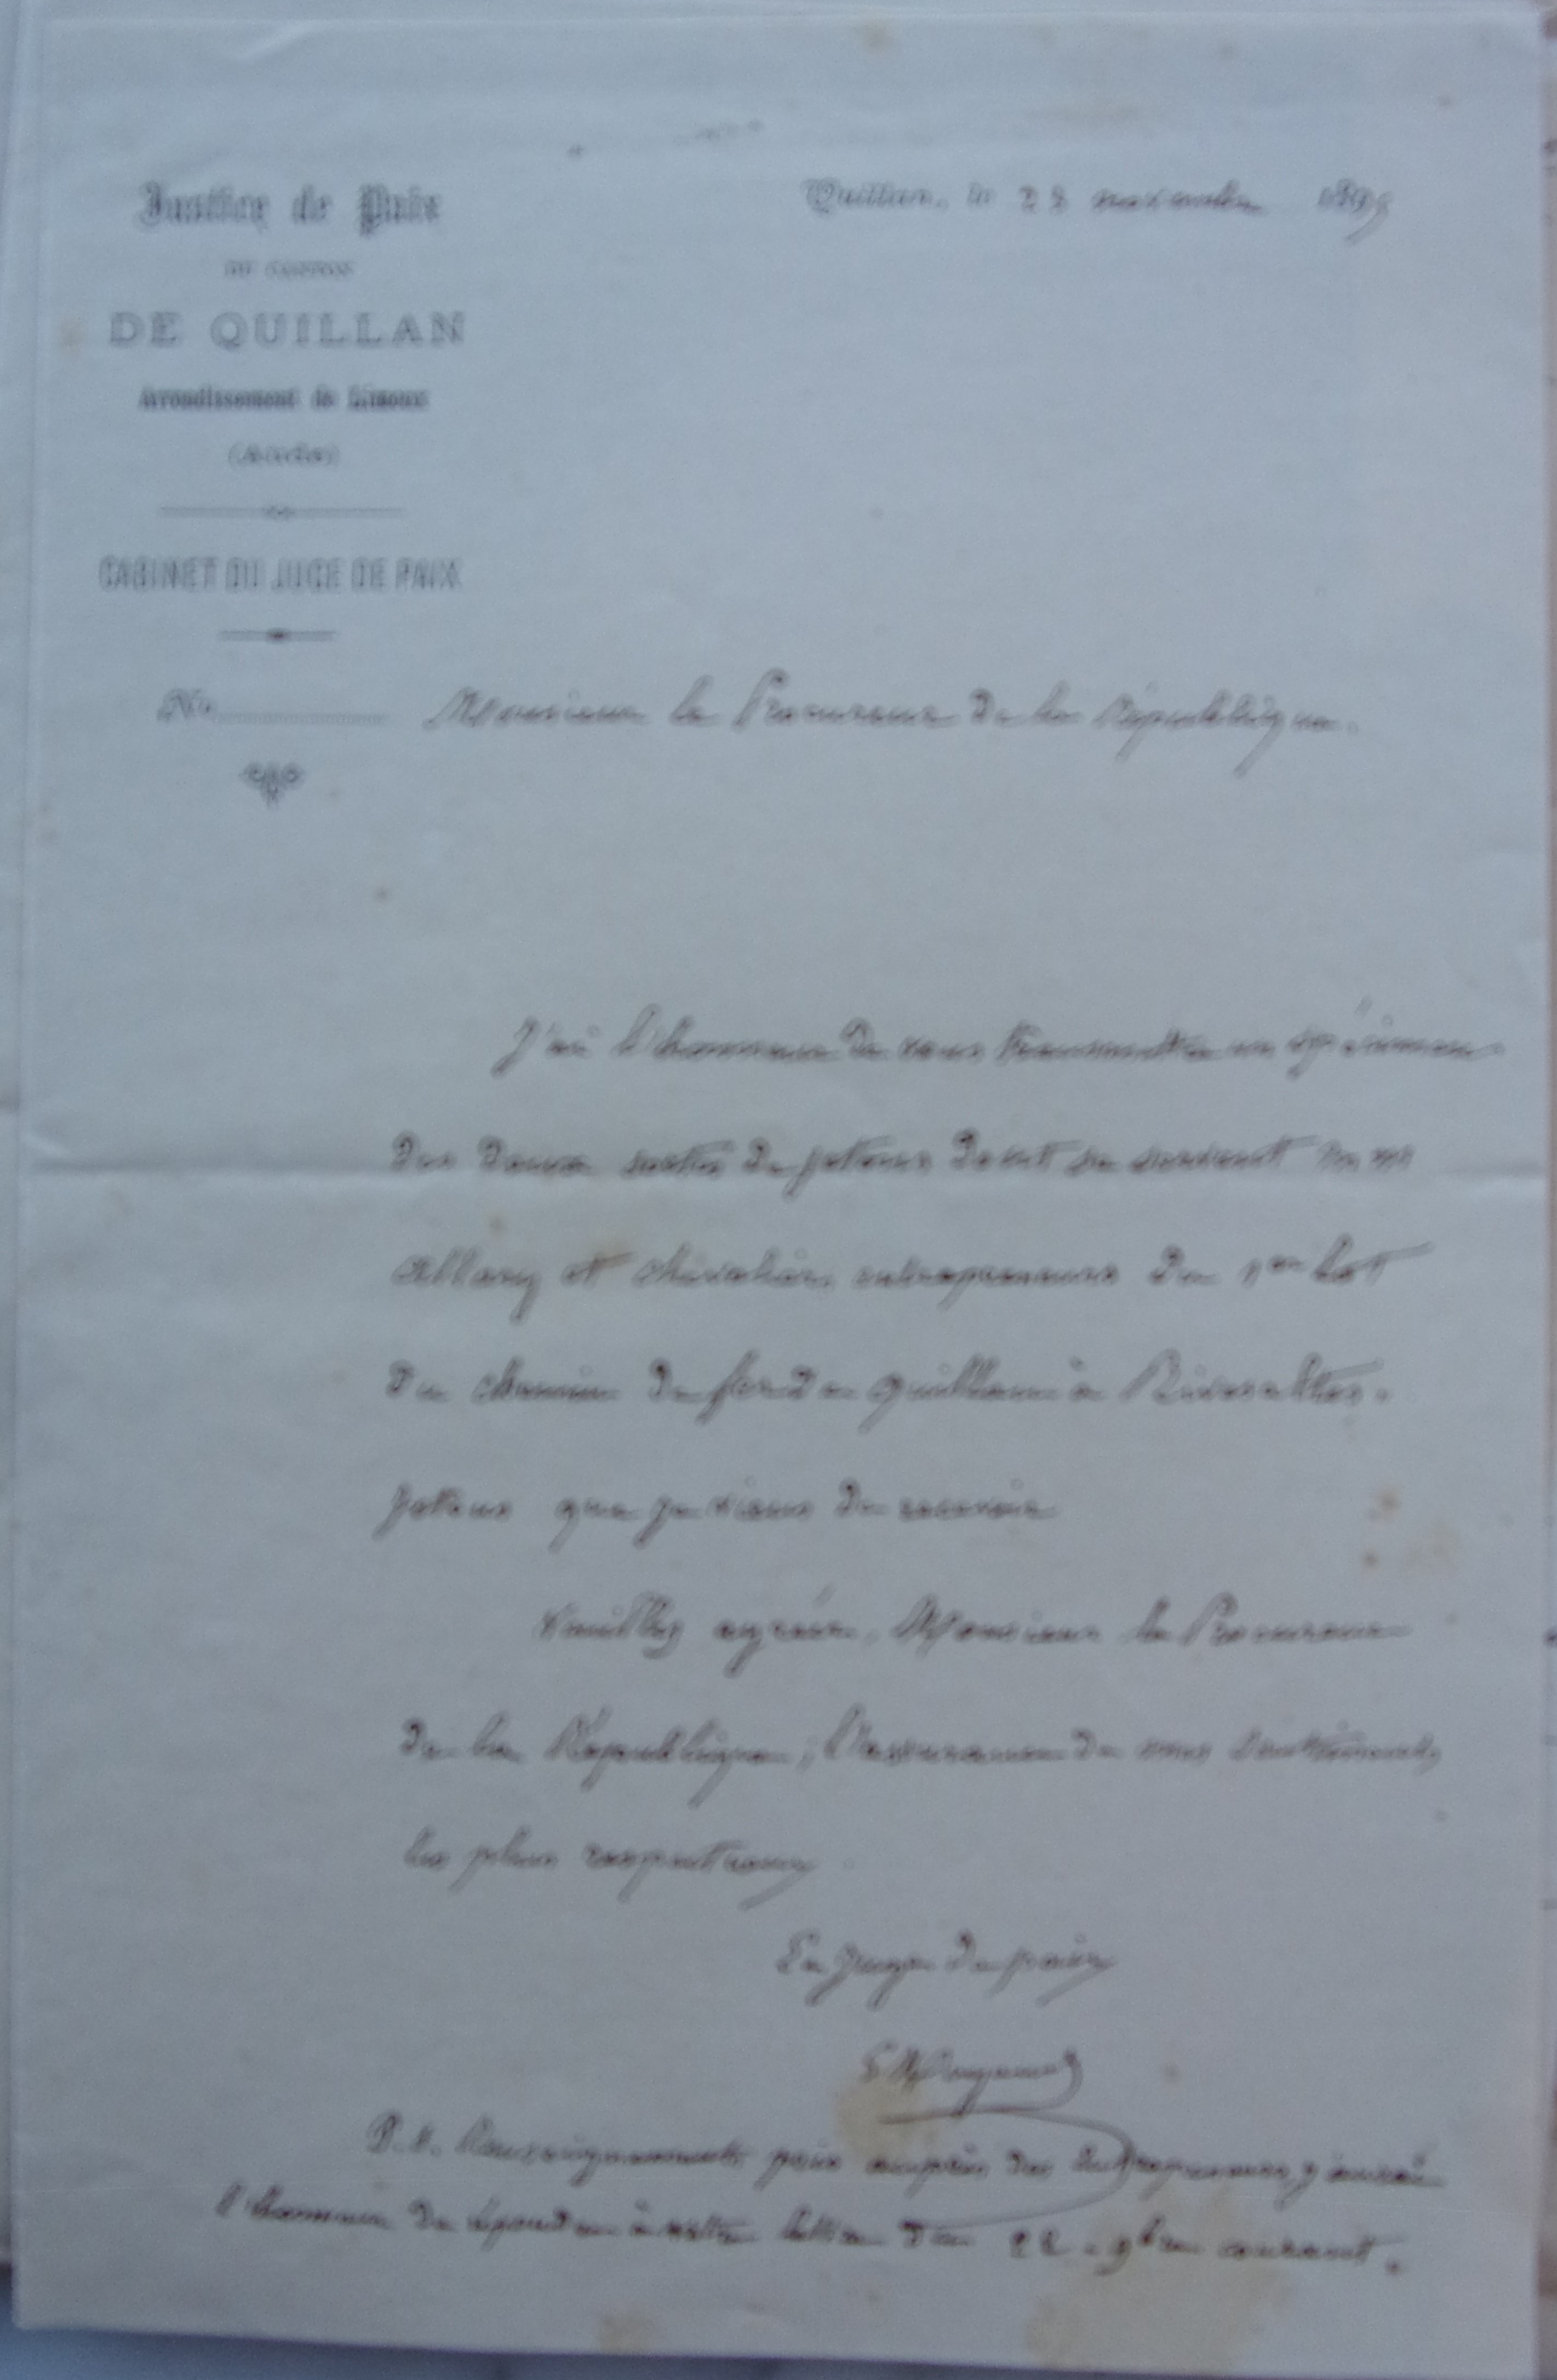 Justice de Paix
DU CANTON
DE QUILLAN
Arrondissement de Limoux
(Aude)
CABINET DU JUGE DE PAIX
No
Quillan, le 28 novembre 1895
Monsieur le Procureur de la République.
J'ai l'honneur de vous transmettre un spécimen
des deux sortes de jetons dont se servent M M
Allary et Chevalier, entrepreneurs du 1er lot
du chemin de fer de Quillan à Rivesaltes.
Jetons que je viens de recevoir
Veuillez agréer, Monsieur le Procureur
de la République, l'assurance de mes sentiments
les plus respectueux
Le Juge de paix
P.S. Renseignements pris auprès des entrepreneurs, j'aurai
l'honneur de répondre à votre lettre du 22 9bre courant.